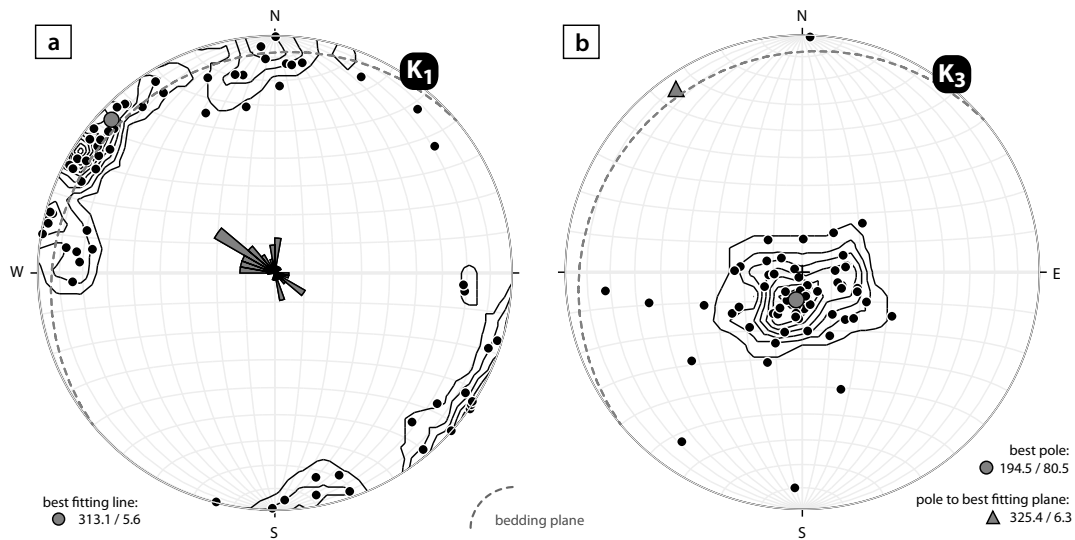 a
N
K1
W
S
best fitting line:
313.1 / 5.6
bedding plane
b
N
K3
E
S
best pole:
194.5 / 80.5
pole to best fitting plane:
325.4 / 6.3